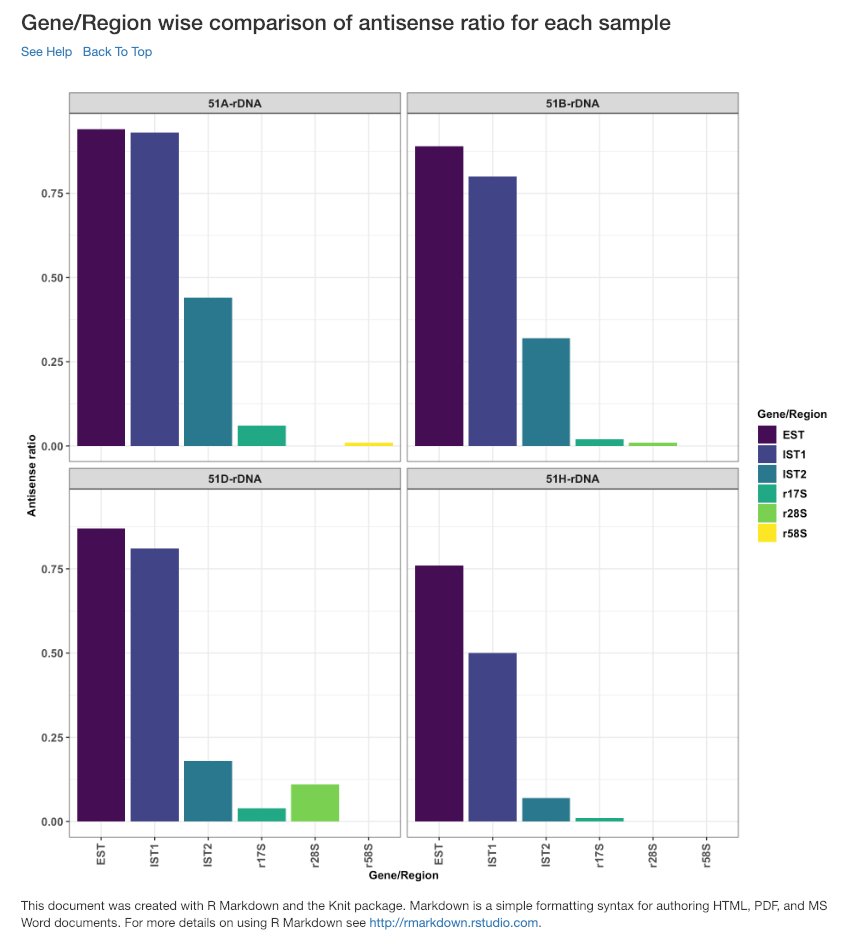 Gene/Region wise comparison of antisense ratio for each sample
See Help Back To Top
51A-rDNA 51B-rDNA
0.75
0.50
0.25
0.00
51D-rDNA 51H-rDNA
0.75
0.50
0.25
0.00
Antisense ratio
EST IST1 IST2 r17S r28S r58S EST IST1 IST2 r17S r28S r58S
Gene/Region
Gene/Region
EST
IST1
IST2
r17S
r28S
r58S
This document was created with R Markdown and the Knit package. Markdown is a simple formatting syntax for authoring HTML, PDF, and MS
Word documents. For more details on using R Markdown see http://rmarkdown.rstudio.com.